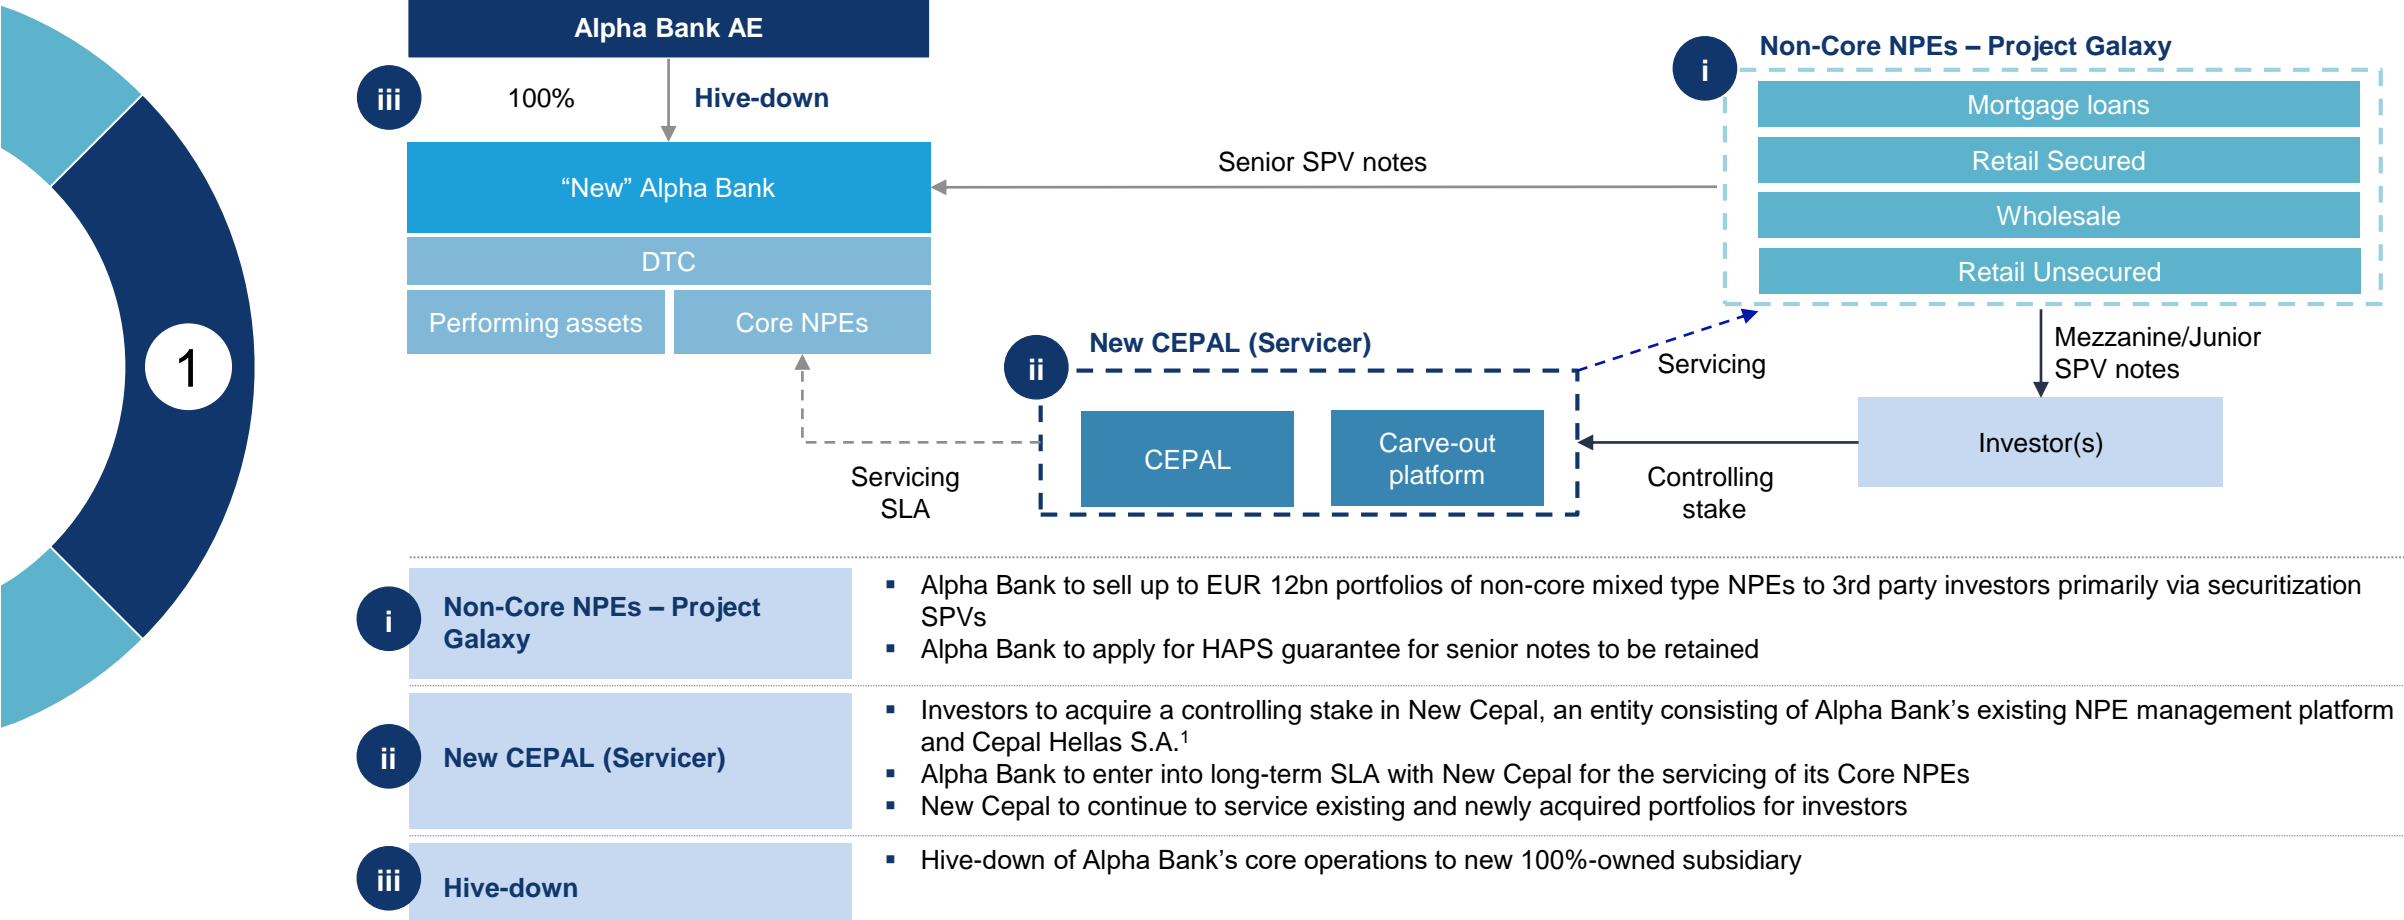 Alpha Bank AE
iii
100%
Hive-down
“New” Alpha Bank
DTC
Performing assets
Core NPEs
Senior SPV notes
i
Non-Core NPEs – Project Galaxy
Mortgage loans
Retail Secured
Wholesale
Retail Unsecured
1
ii
New CEPAL (Servicer)
CEPAL
Carve-out
platform
Servicing
Mezzanine/Junior
SPV notes
Investor(s)
Controlling
stake
Servicing
SLA
i
Non-Core NPEs – Project
Galaxy
▪ Alpha Bank to sell up to EUR 12bn portfolios of non-core mixed type NPEs to 3rd party investors primarily via securitization
SPVs
▪ Alpha Bank to apply for HAPS guarantee for senior notes to be retained
ii
New CEPAL (Servicer)
▪ Investors to acquire a controlling stake in New Cepal, an entity consisting of Alpha Bank’s existing NPE management platform
and Cepal Hellas S.A.¹
▪ Alpha Bank to enter into long-term SLA with New Cepal for the servicing of its Core NPEs
▪ New Cepal to continue to service existing and newly acquired portfolios for investors
iii
Hive-down
▪ Hive-down of Alpha Bank’s core operations to new 100%-owned subsidiary